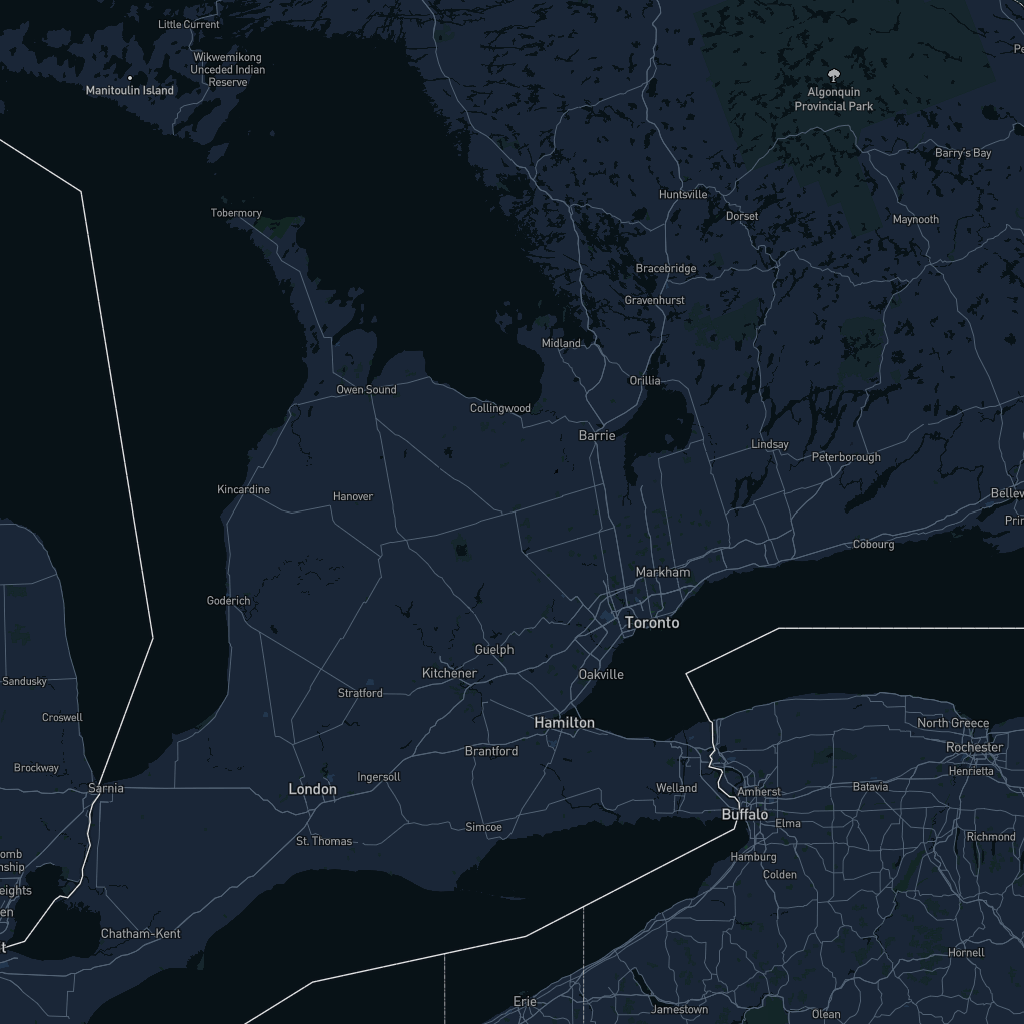 Little Current
Wikwemikong
Unceded Indian
Reserve
Manitoulin Island
Algonquin
Provincial Park
Barry's Bay
Huntsville
Tobermory
Dorset
Maynooth
Bracebridge
Gravenhurst
Midland
Owen Sound
Orillia
Collingwood
Barrie
Lindsay
Peterborough
Kincardine
Hanover
Bellev
Prin
Cobourg
Markham
Goderich
Toronto
Guelph
Kitchener
Oakville
Sandusky
Stratford
Croswell
Hamilton
North Greece
Brantford
Rochester
Brockway
Henrietta
Ingersoll
Sarnia
London
Welland
Amherst
Batavia
Buffalo
Elma
Simcoe
St. Thomas
Richmond
omb
nship
Hamburg
Colden
eights
en
Chatham-Kent
t
Hornell
Erie
Jamestown
Olean